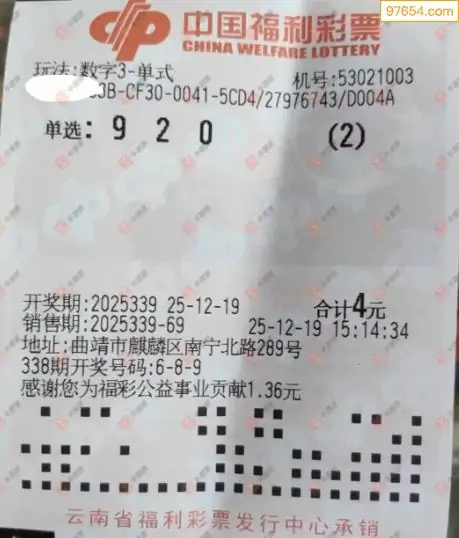 97654.com
中国福利彩票
CHINA WELFARE LOTTERY
玩法:数字3-单式 机号:53021003
3B-CF30-0041-5CD4/27976743/D004A
单选: 9 2 0 (2)
开奖期:2025339 25-12-19 合计4元
销售期:2025339-69 25-12-19 15:14:34
地址:曲靖市麒麟区南宁北路289号
338期开奖号码:6-8-9
感谢您为福彩公益事业贡献1.36元
云南省福利彩票发行中心承销